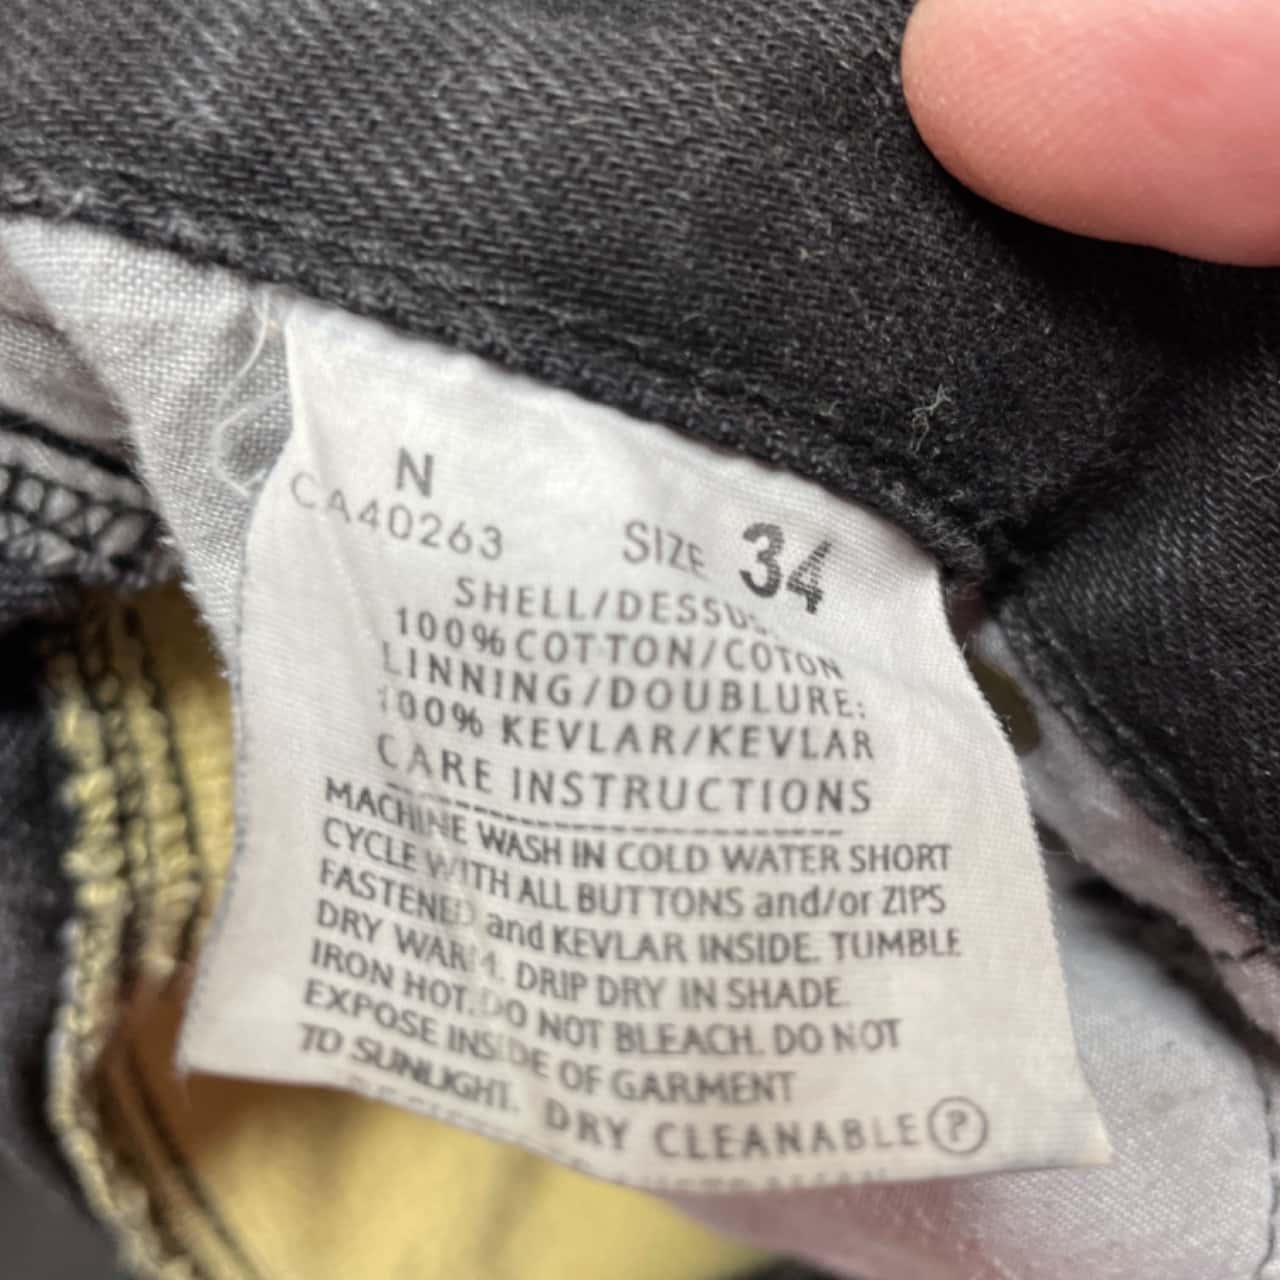 N
CA40263
SIZE 34
SHELL/DESSUS
100% COTTON/COTON
LINNING/DOUBLURE:
100% KEVLAR/KEVLAR
CARE INSTRUCTIONS
MACHINE WASH IN COLD WATER SHORT
CYCLE WITH ALL BUTTONS and/or ZIPS
FASTENED and KEVLAR INSIDE. TUMBLE
DRY WARM. DRIP DRY IN SHADE.
IRON HOT. DO NOT BLEACH. DO NOT
EXPOSE INSIDE OF GARMENT
TO SUNLIGHT. DRY CLEANABLE P